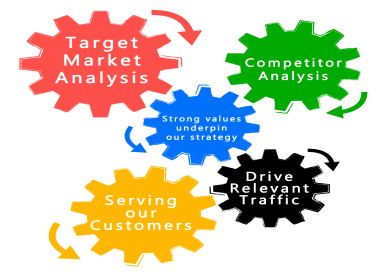 Target
Market
Analysis
Competitor
Analysis
Strong values
underpin
our strategy
Drive
Relevant
Traffic
Serving
our
Customers